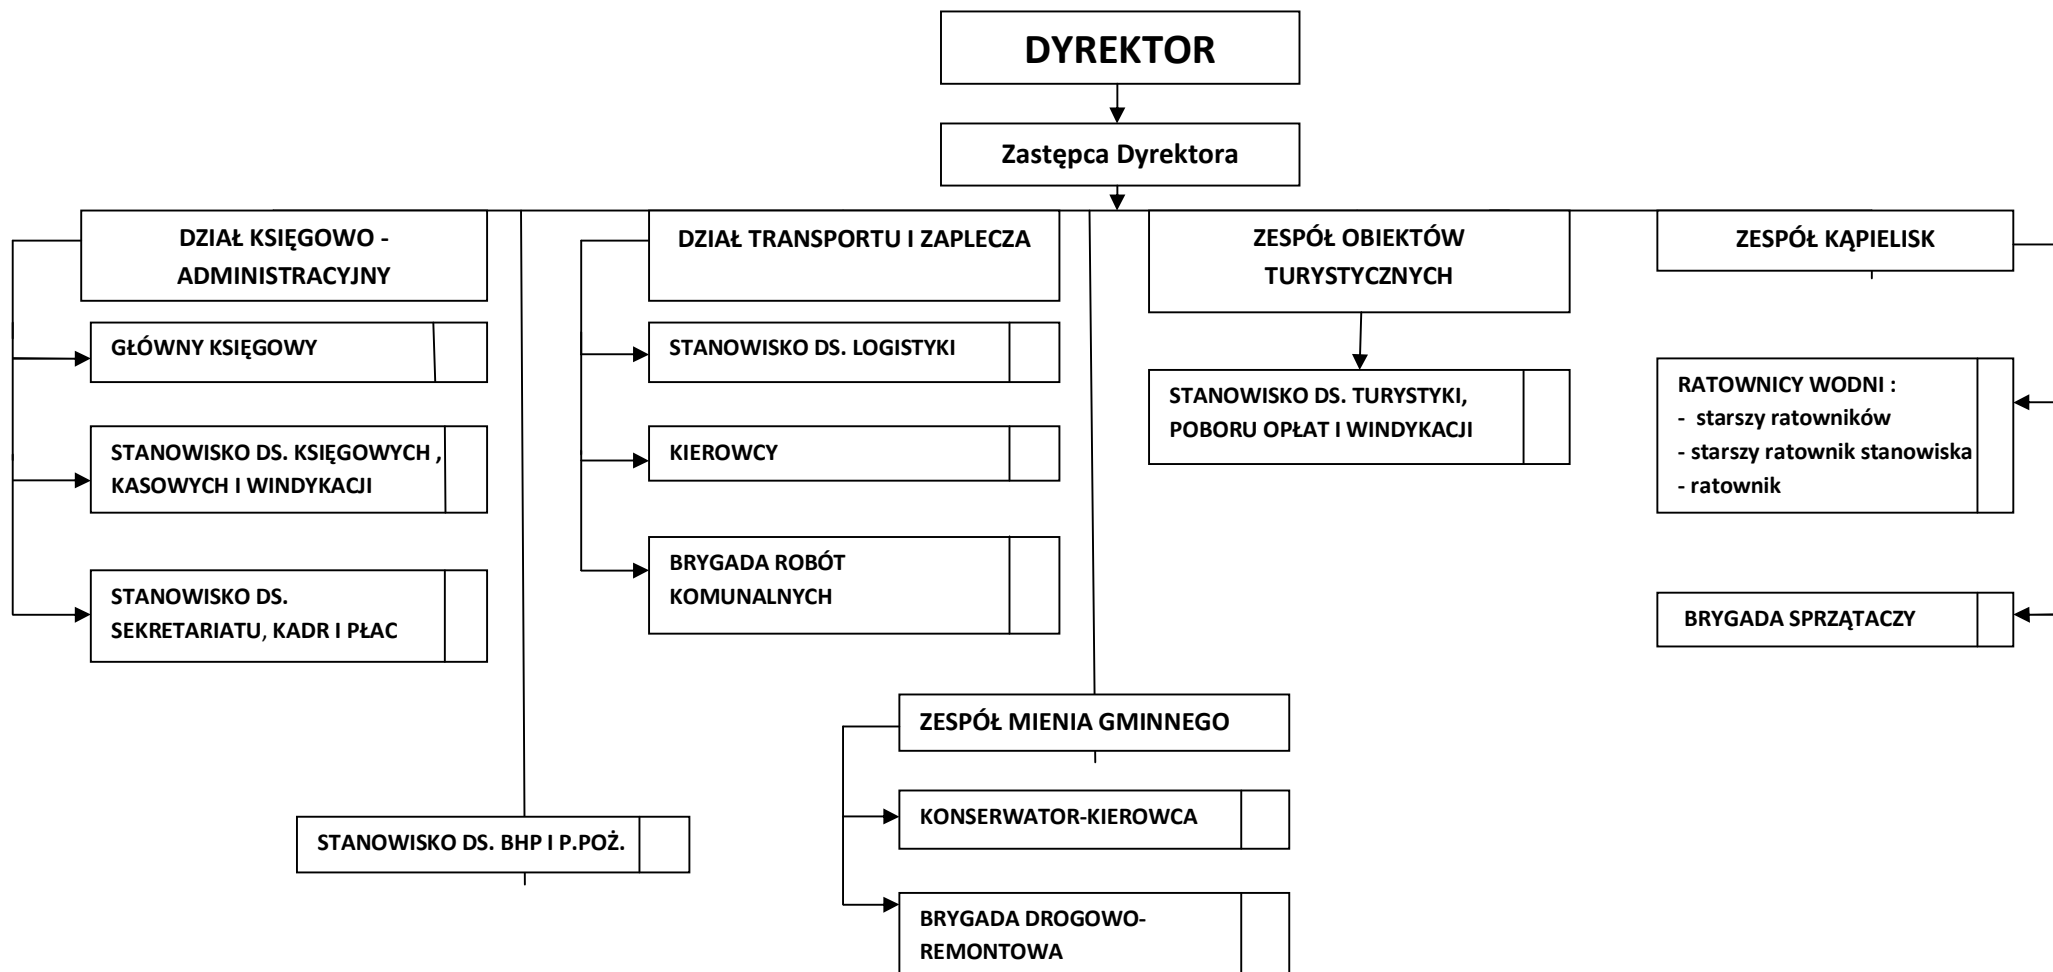 DYREKTOR
Zastępca Dyrektora
DZIAŁ KSIĘGOWO -
ADMINISTRACYJNY
GŁÓWNY KSIĘGOWY
STANOWISKO DS. KSIĘGOWYCH ,
KASOWYCH I WINDYKACJI
STANOWISKO DS.
SEKRETARIATU, KADR I PŁAC
STANOWISKO DS. BHP I P.POŻ.
DZIAŁ TRANSPORTU I ZAPLECZA
STANOWISKO DS. LOGISTYKI
KIEROWCY
BRYGADA ROBÓT
KOMUNALNYCH
ZESPÓŁ MIENIA GMINNEGO
KONSERWATOR-KIEROWCA
BRYGADA DROGOWO-
REMONTOWA
ZESPÓŁ OBIEKTÓW
TURYSTYCZNYCH
STANOWISKO DS. TURYSTYKI,
POBORU OPŁAT I WINDYKACJI
ZESPÓŁ KĄPIELISK
RATOWNICY WODNI :
- starszy ratowników
- starszy ratownik stanowiska
- ratownik
BRYGADA SPRZĄTACZY